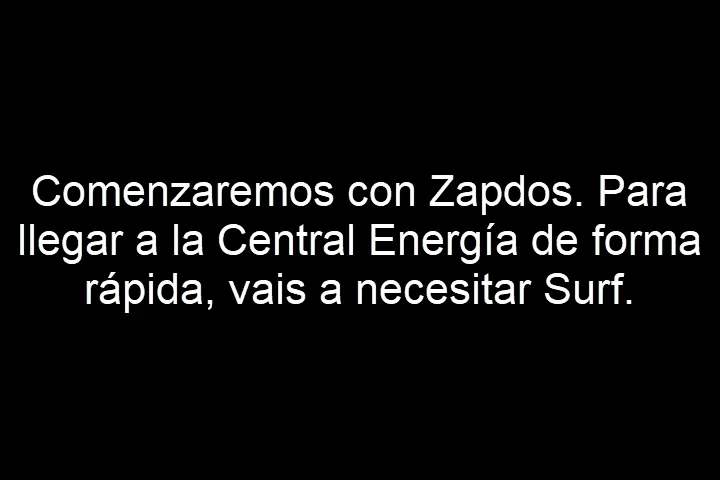 Comenzaremos con Zapdos. Para
llegar a la Central Energía de forma
rápida, vais a necesitar Surf.